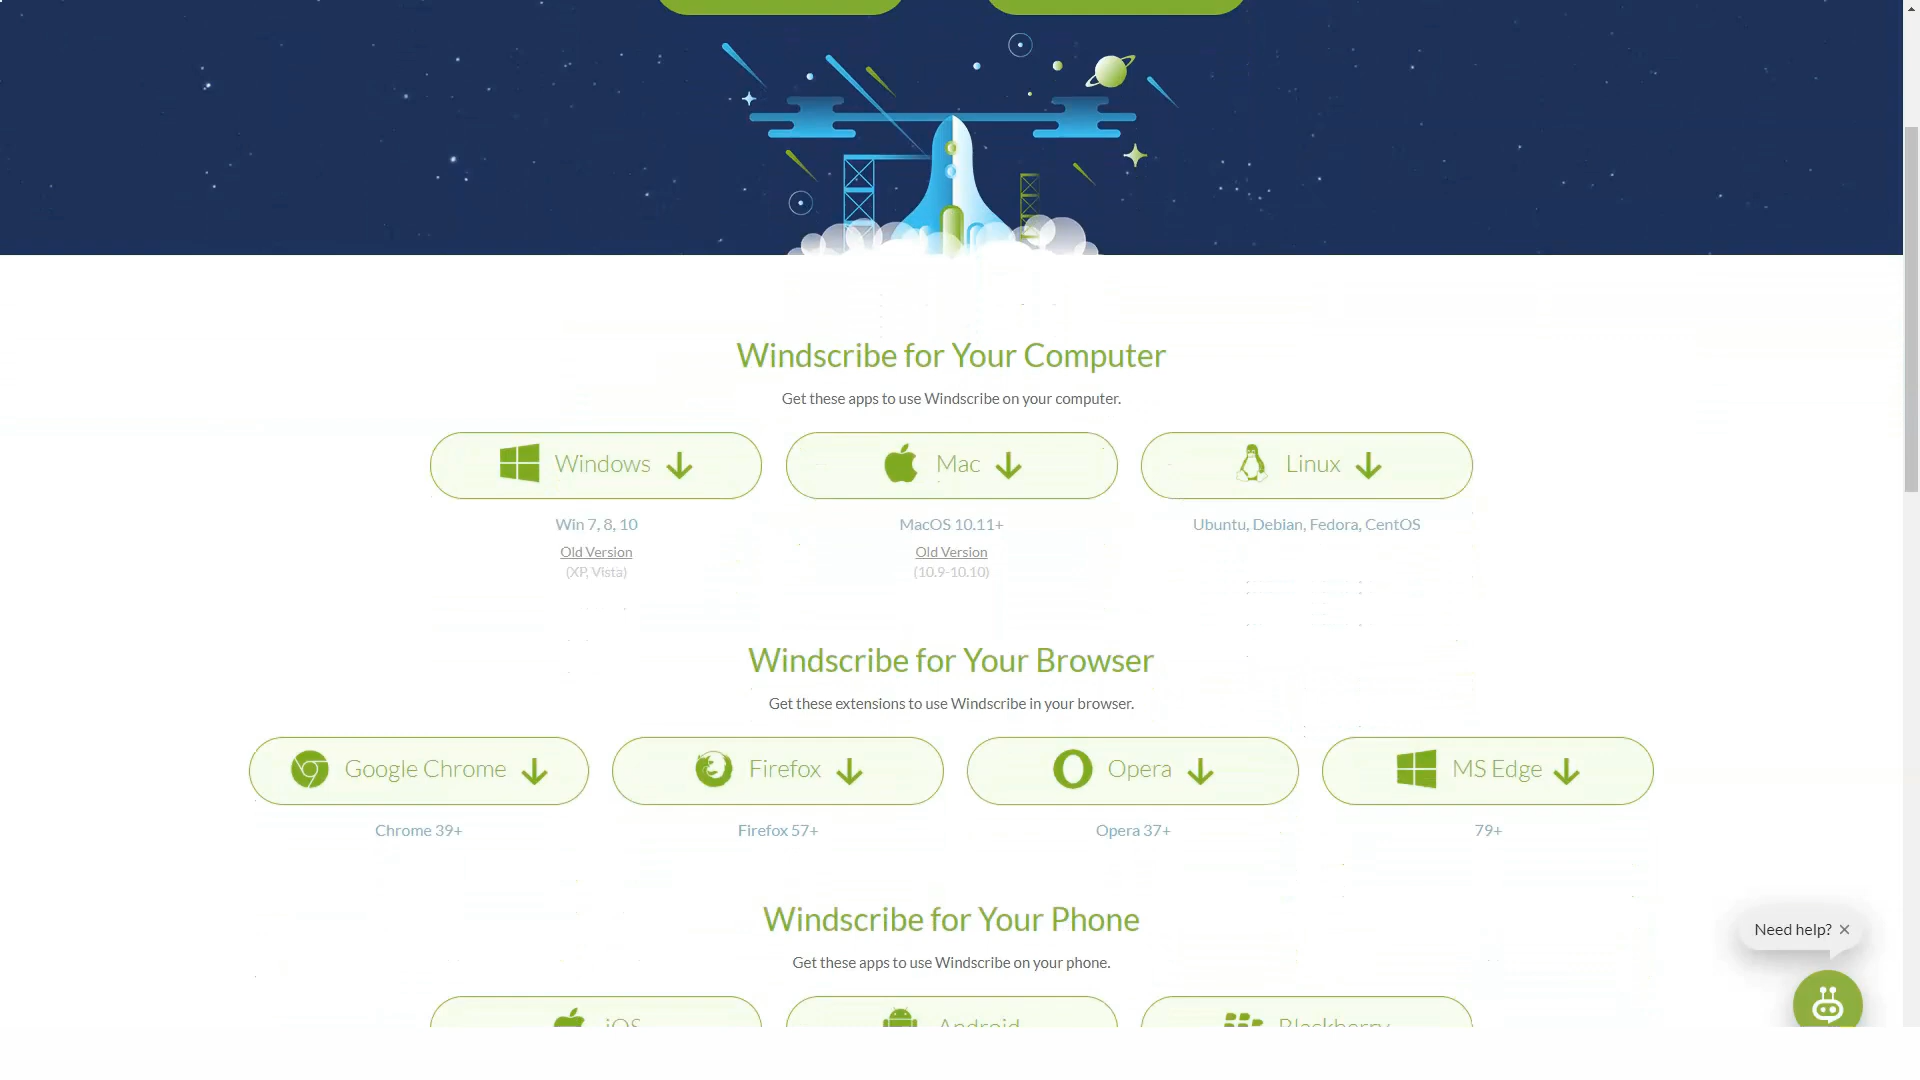 Windscribe for Your Computer
Get these apps to use Windscribe on your computer.
Windows Mac Linux
Win 7, 8, 10 MacOS 10.11+ Ubuntu, Debian, Fedora, CentOS
Old Version Old Version
(XP, Vista) (10.9-10.10)
Windscribe for Your Browser
Get these extensions to use Windscribe in your browser.
Google Chrome Firefox Opera MS Edge
Chrome 39+ Firefox 57+ Opera 37+ 79+
Windscribe for Your Phone
Need help? ×
Get these apps to use Windscribe on your phone.
iOS Android Blackberry